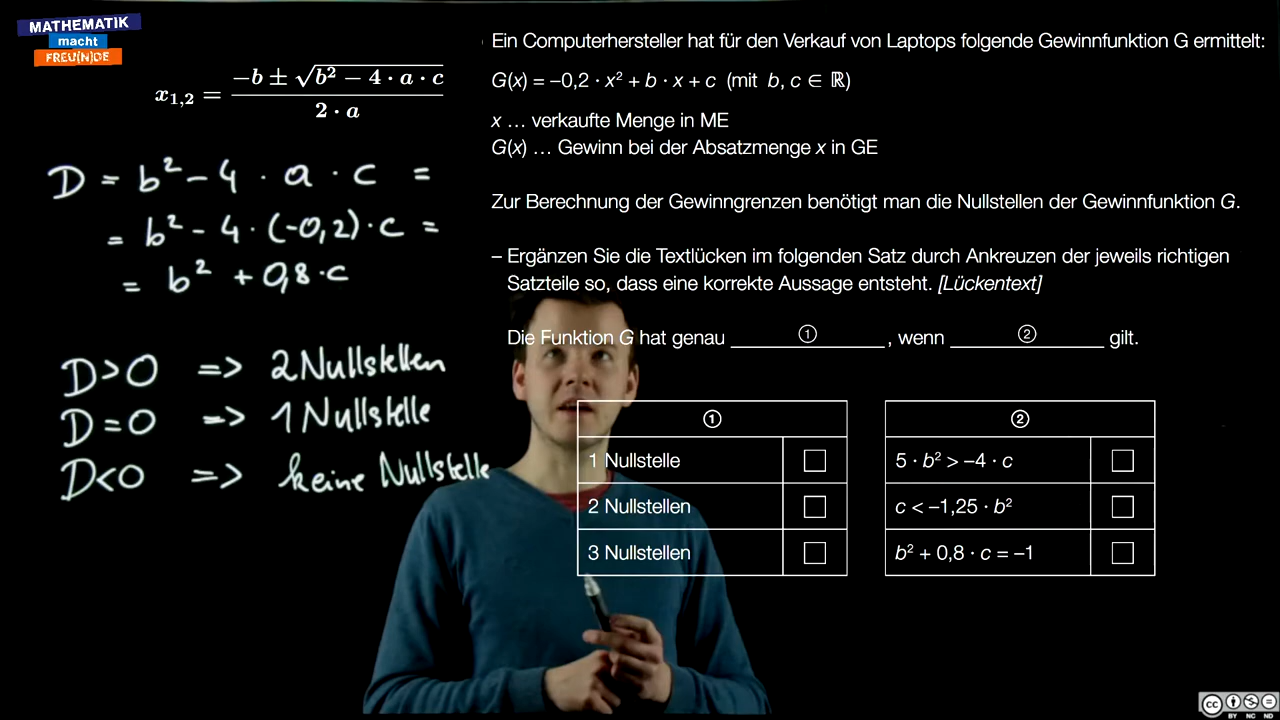 MATHEMATIK
macht
FREU(N)DE
x₁,₂ = (−b ± √(b² − 4 · a · c)) / (2 · a)
D = b² − 4 · a · c =
= b² − 4 · (−0,2) · c =
= b² + 0,8 · c
D>0 => 2 Nullstellen
D=0 => 1 Nullstelle
D<0 => keine Nullstelle
Ein Computerhersteller hat für den Verkauf von Laptops folgende Gewinnfunktion G ermittelt:
G(x) = −0,2 · x² + b · x + c (mit b, c ∈ ℝ)
x … verkaufte Menge in ME
G(x) … Gewinn bei der Absatzmenge x in GE
Zur Berechnung der Gewinngrenzen benötigt man die Nullstellen der Gewinnfunktion G.
– Ergänzen Sie die Textlücken im folgenden Satz durch Ankreuzen der jeweils richtigen
Satzteile so, dass eine korrekte Aussage entsteht. [Lückentext]
Die Funktion G hat genau ① , wenn ② gilt.
①
1 Nullstelle
2 Nullstellen
3 Nullstellen
②
5 · b² > −4 · c
c < −1,25 · b²
b² + 0,8 · c = −1
cc BY NC ND